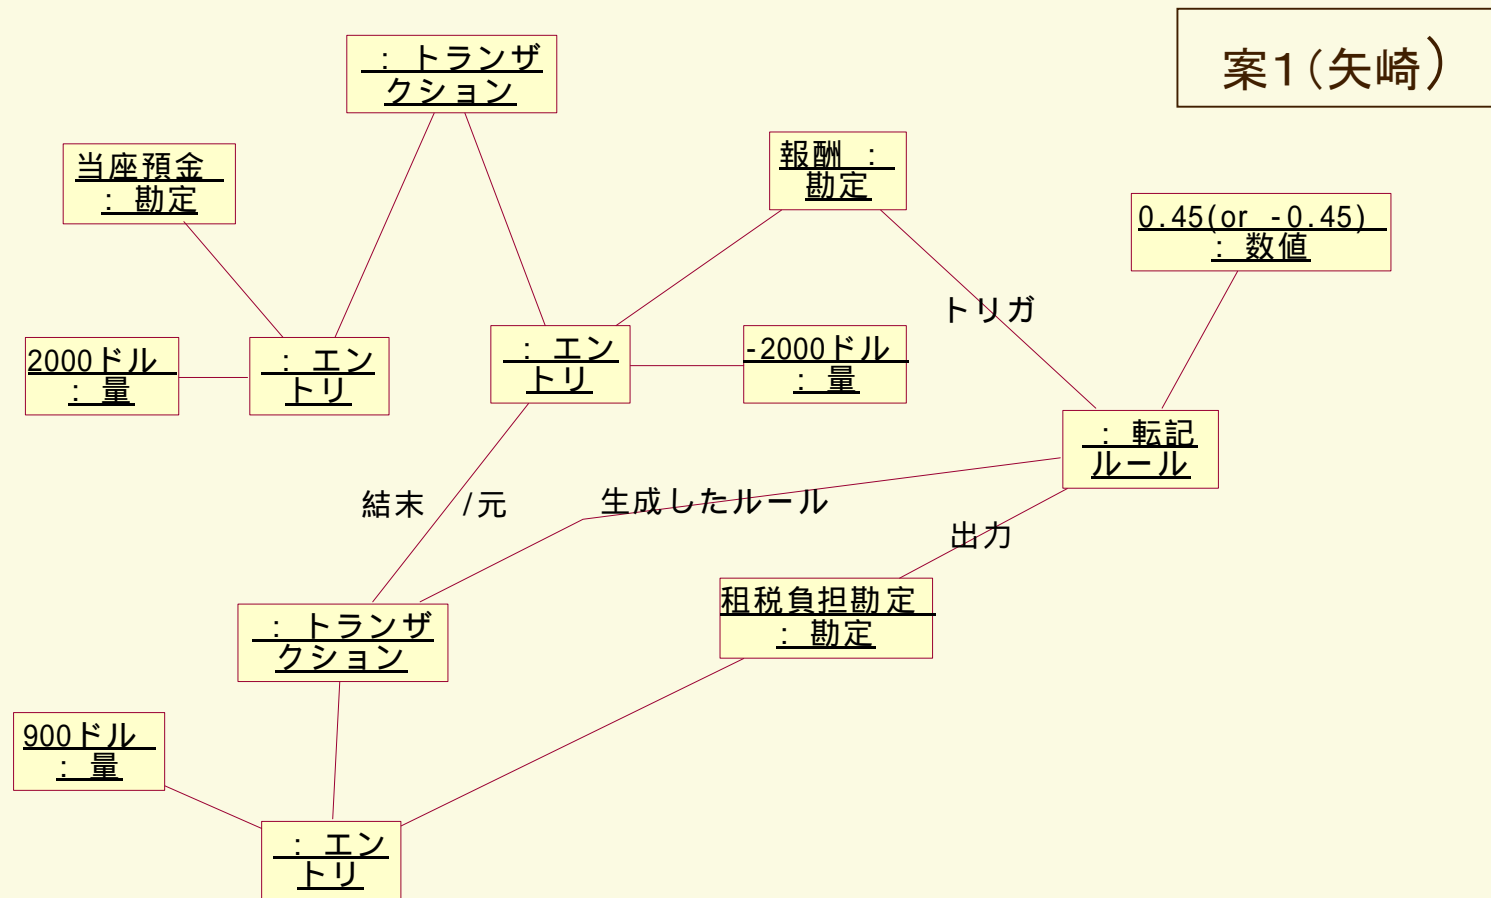 案1(矢崎)
: トランザ
クション
当座預金
: 勘定
報酬 :
勘定
0.45(or -0.45)
: 数値
トリガ
2000ドル
: 量
: エン
トリ
: エン
トリ
-2000ドル
: 量
: 転記
ルール
結末 /元
生成したルール
出力
: トランザ
クション
租税負担勘定
: 勘定
900ドル
: 量
: エン
トリ